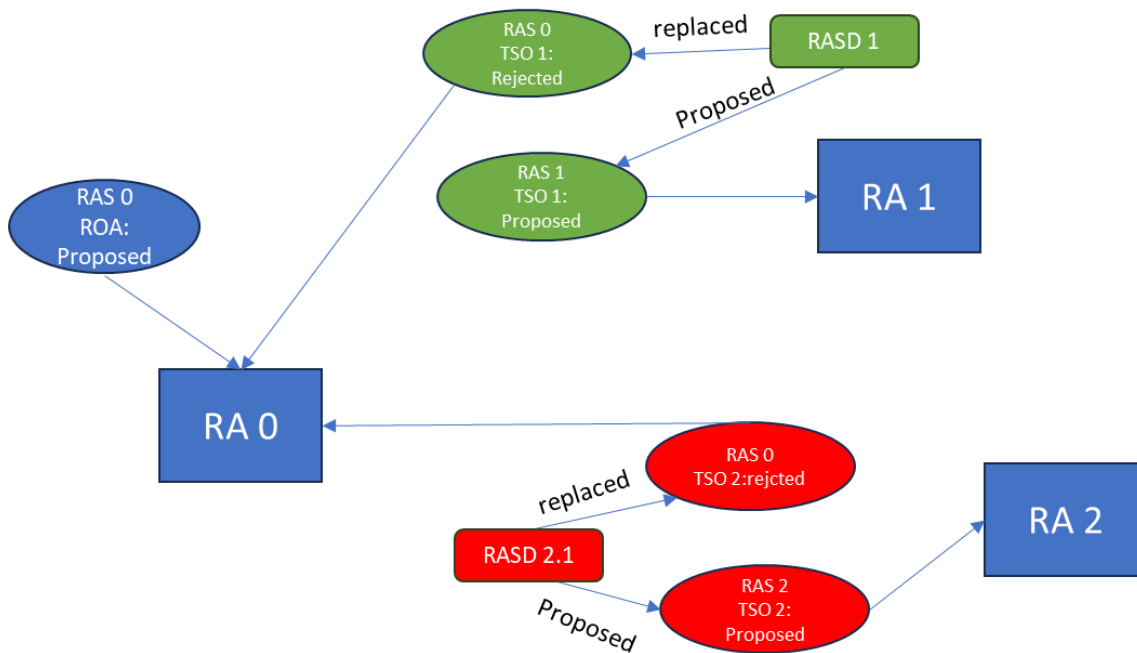 RAS 0
TSO 1:
Rejected
replaced
RASD 1
Proposed
RAS 1
TSO 1:
Proposed
RA 1
RAS 0
ROA:
Proposed
RA 0
RAS 0
TSO 2:rejcted
replaced
RASD 2.1
Proposed
RAS 2
TSO 2:
Proposed
RA 2